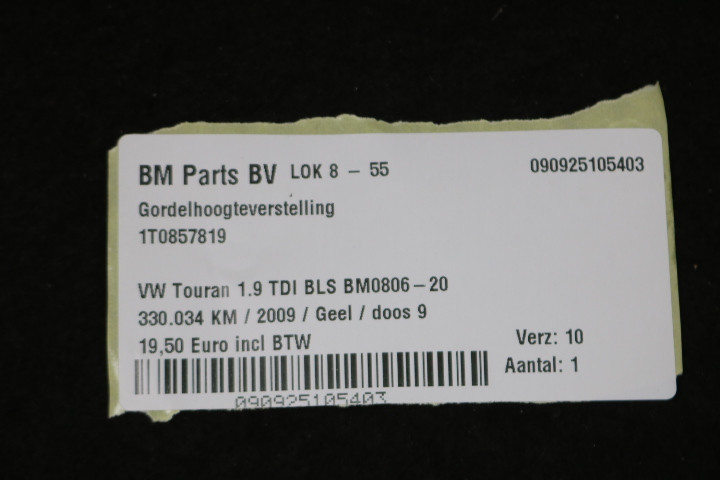 BM Parts BV LOK 8 - 55 090925105403
Gordelhoogteverstelling
1T0857819
VW Touran 1.9 TDI BLS BM0806-20
330.034 KM / 2009 / Geel / doos 9
19,50 Euro incl BTW Verz: 10
Aantal: 1
090925105403